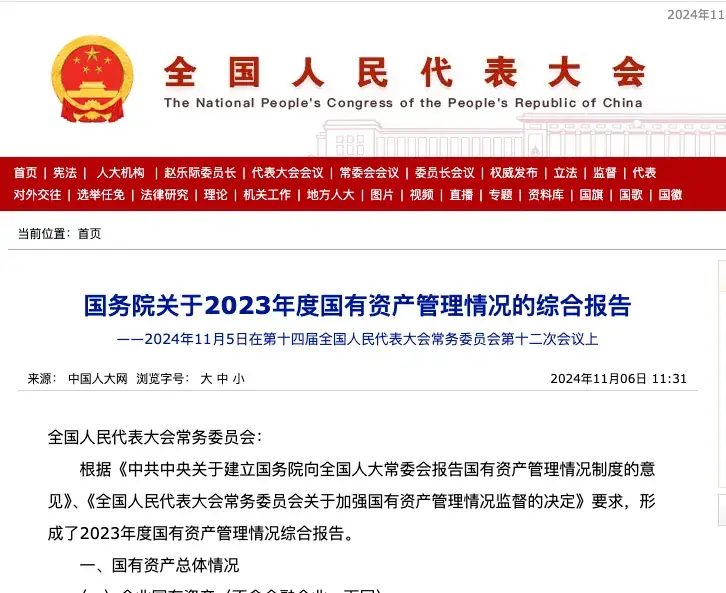 2024年11
全国人民代表大会
The National People's Congress of the People's Republic of China
首页 | 宪法 | 人大机构 | 赵乐际委员长 | 代表大会会议 | 常委会会议 | 委员长会议 | 权威发布 | 立法 | 监督 | 代表
对外交往 | 选举任免 | 法律研究 | 理论 | 机关工作 | 地方人大 | 图片 | 视频 | 直播 | 专题 | 资料库 | 国旗 | 国歌 | 国徽
当前位置：首页
国务院关于2023年度国有资产管理情况的综合报告
——2024年11月5日在第十四届全国人民代表大会常务委员会第十二次会议上
来源： 中国人大网 浏览字号： 大 中 小 2024年11月06日 11:31
全国人民代表大会常务委员会：
根据《中共中央关于建立国务院向全国人大常委会报告国有资产管理情况制度的意
见》、《全国人民代表大会常务委员会关于加强国有资产管理情况监督的决定》要求，形
成了2023年度国有资产管理情况综合报告。
一、国有资产总体情况